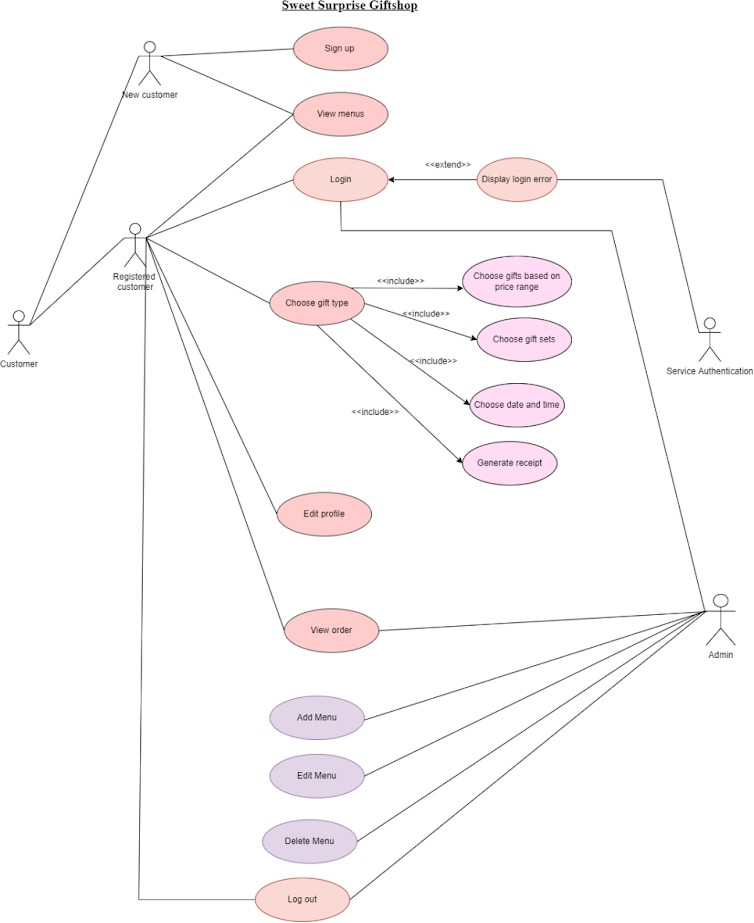 Sweet Surprise Giftshop
Sign up
New customer
View menus
<<extend>>
Login
Display login error
Registered
customer
Choose gifts based on
price range
<<include>>
Choose gift type
<<include>>
Choose gift sets
Customer
<<include>>
Service Authentication
Choose date and time
<<include>>
Generate receipt
Edit profile
View order
Admin
Add Menu
Edit Menu
Delete Menu
Log out